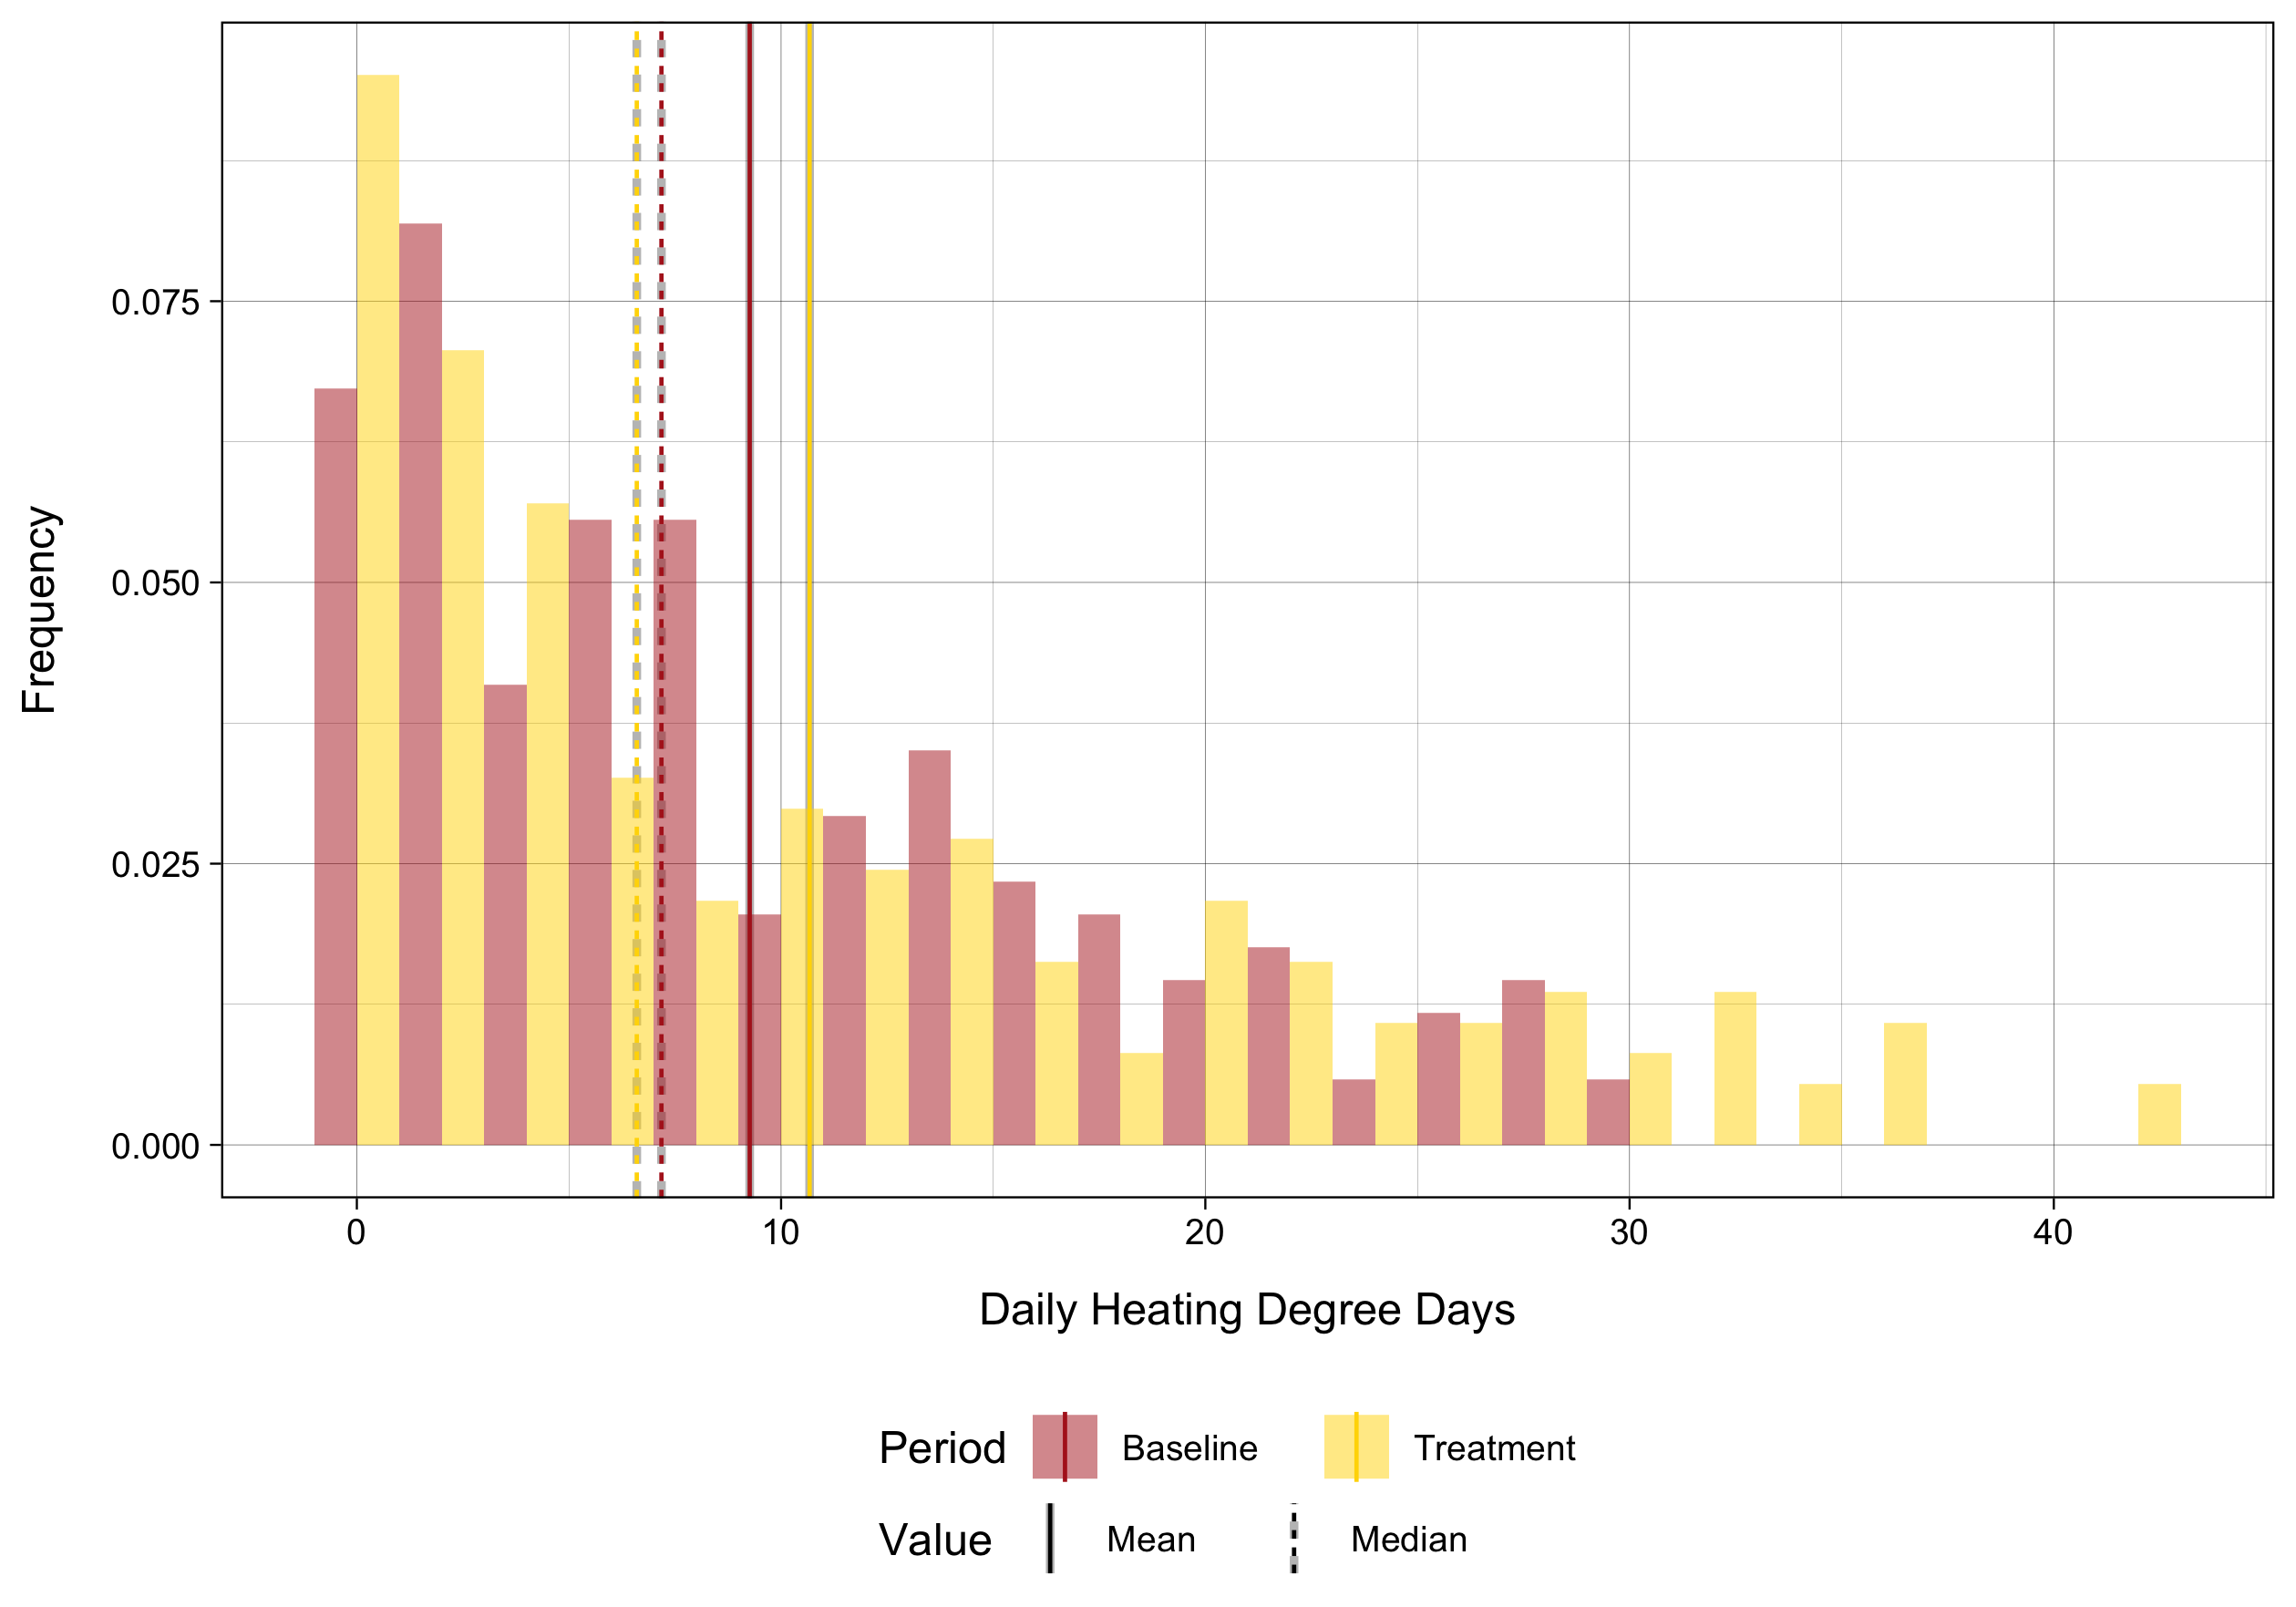 Frequency
0.075
0.050
0.025
0.000
0 10 20 30 40
Daily Heating Degree Days
Period Baseline Treatment
Value Mean Median